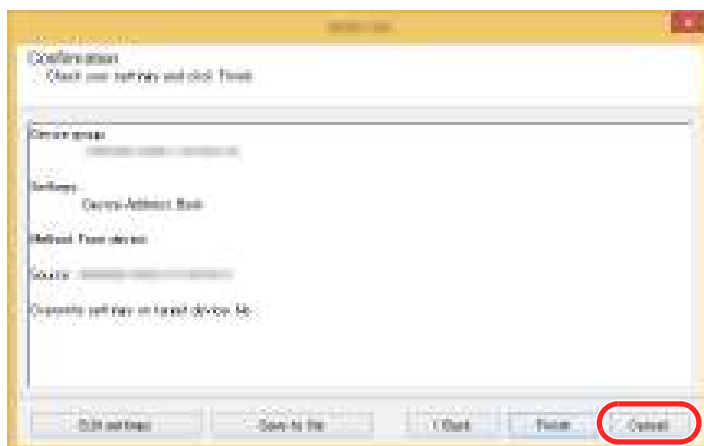 Confirmation
Check your settings and click Finish
Device group
Settings
Device Address Book
Method From device
Source
Overwrite settings on target device No
Edit settings
Save to file
< Back
Finish
Cancel